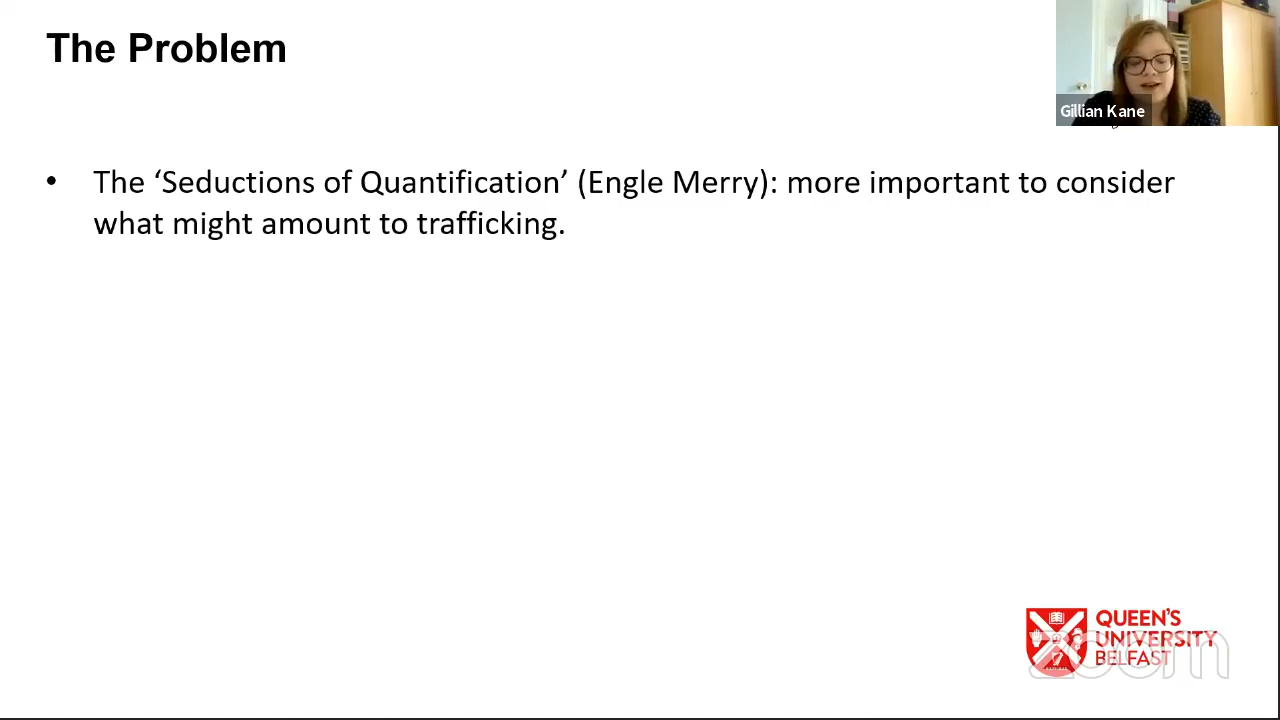 The Problem
Gillian Kane
• The ‘Seductions of Quantification’ (Engle Merry): more important to consider
what might amount to trafficking.
QUEEN'S
UNIVERSITY
BELFAST
zoom